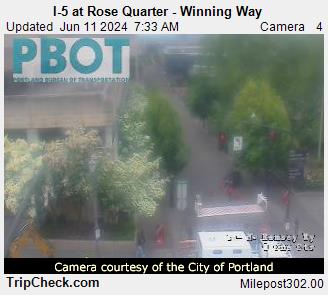 I-5 at Rose Quarter - Winning Way
Updated Jun 11 2024 7:33 AM Camera 4
PBOT
PORTLAND BUREAU OF TRANSPORTATION
Camera courtesy of the City of Portland
TripCheck.com Milepost302.00